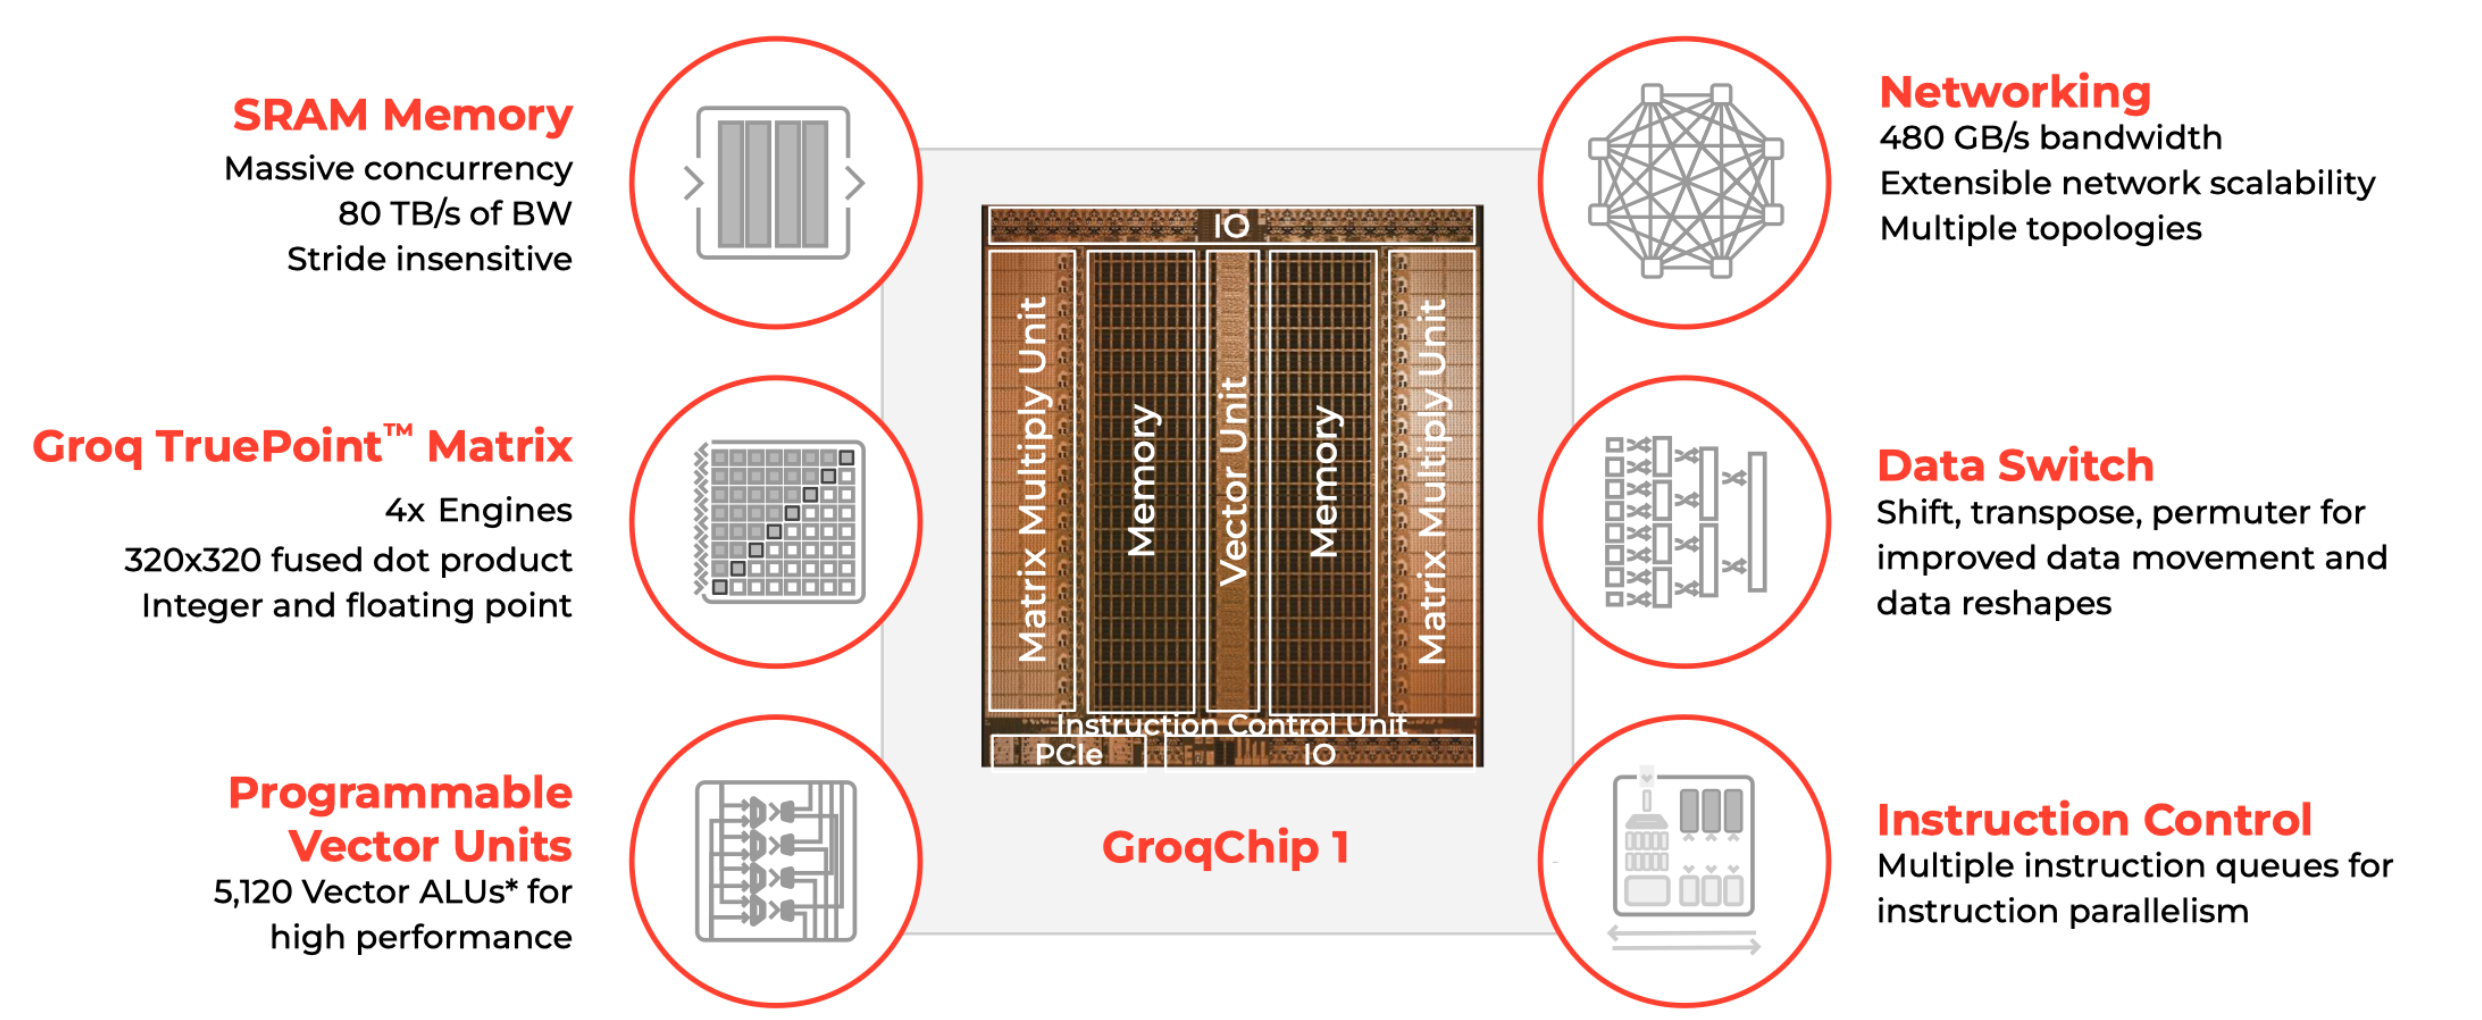 SRAM Memory
Massive concurrency
80 TB/s of BW
Stride insensitive
Groq TruePoint™ Matrix
4x Engines
320x320 fused dot product
Integer and floating point
Programmable
Vector Units
5,120 Vector ALUs* for
high performance
IO
Matrix Multiply Unit
Memory
Vector Unit
Memory
Matrix Multiply Unit
Instruction Control Unit
PCIe
IO
GroqChip 1
Networking
480 GB/s bandwidth
Extensible network scalability
Multiple topologies
Data Switch
Shift, transpose, permuter for
improved data movement and
data reshapes
Instruction Control
Multiple instruction queues for
instruction parallelism